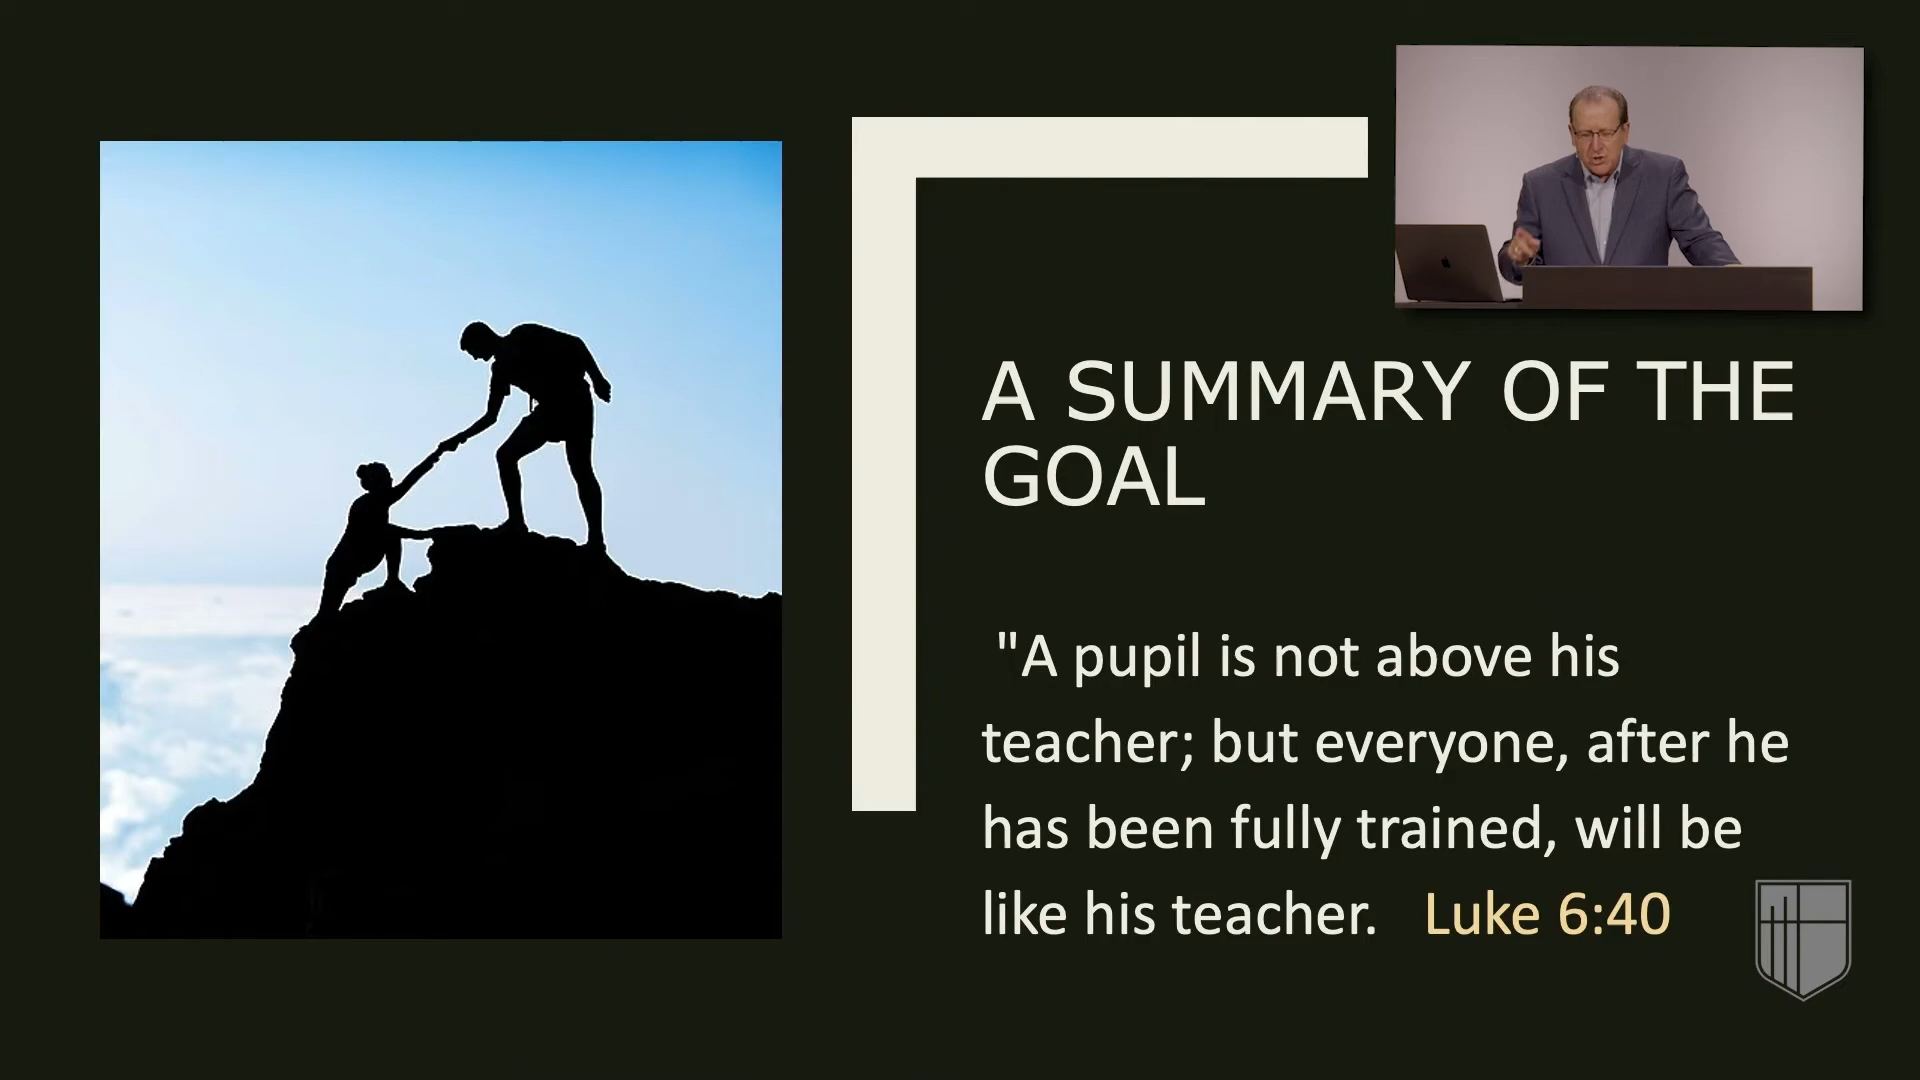 A SUMMARY OF THE
GOAL
"A pupil is not above his
teacher; but everyone, after he
has been fully trained, will be
like his teacher. Luke 6:40